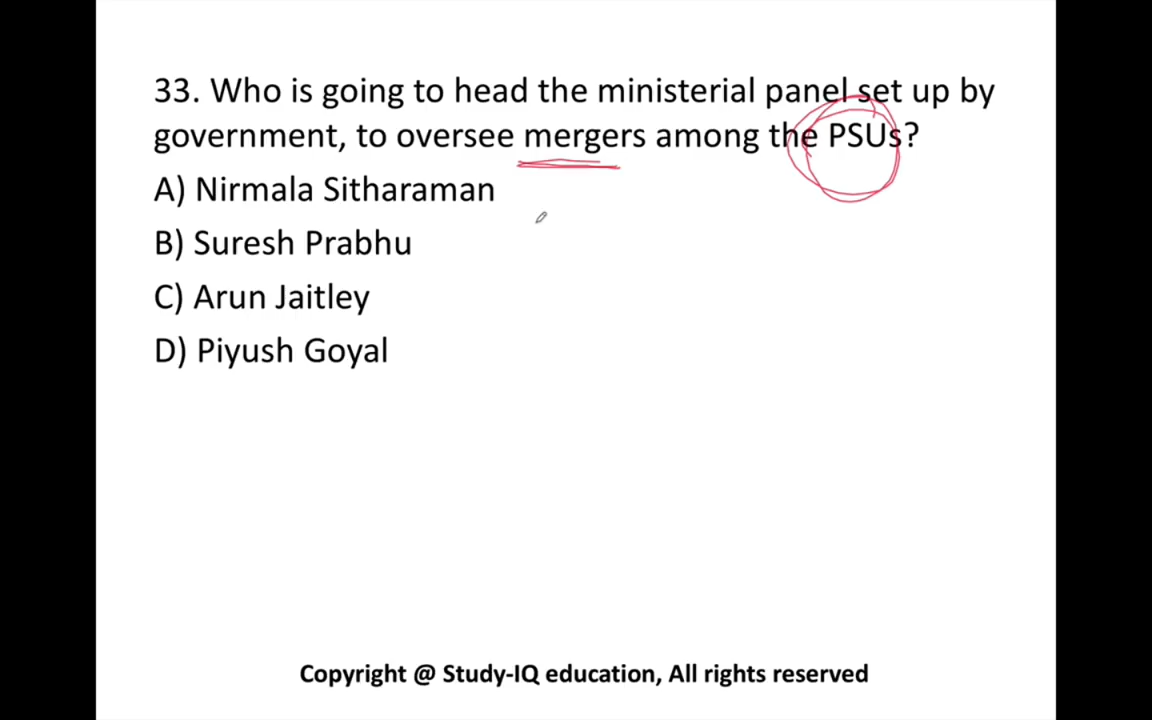 33. Who is going to head the ministerial panel set up by
government, to oversee mergers among the PSUs?
A) Nirmala Sitharaman
B) Suresh Prabhu
C) Arun Jaitley
D) Piyush Goyal
Copyright @ Study-IQ education, All rights reserved